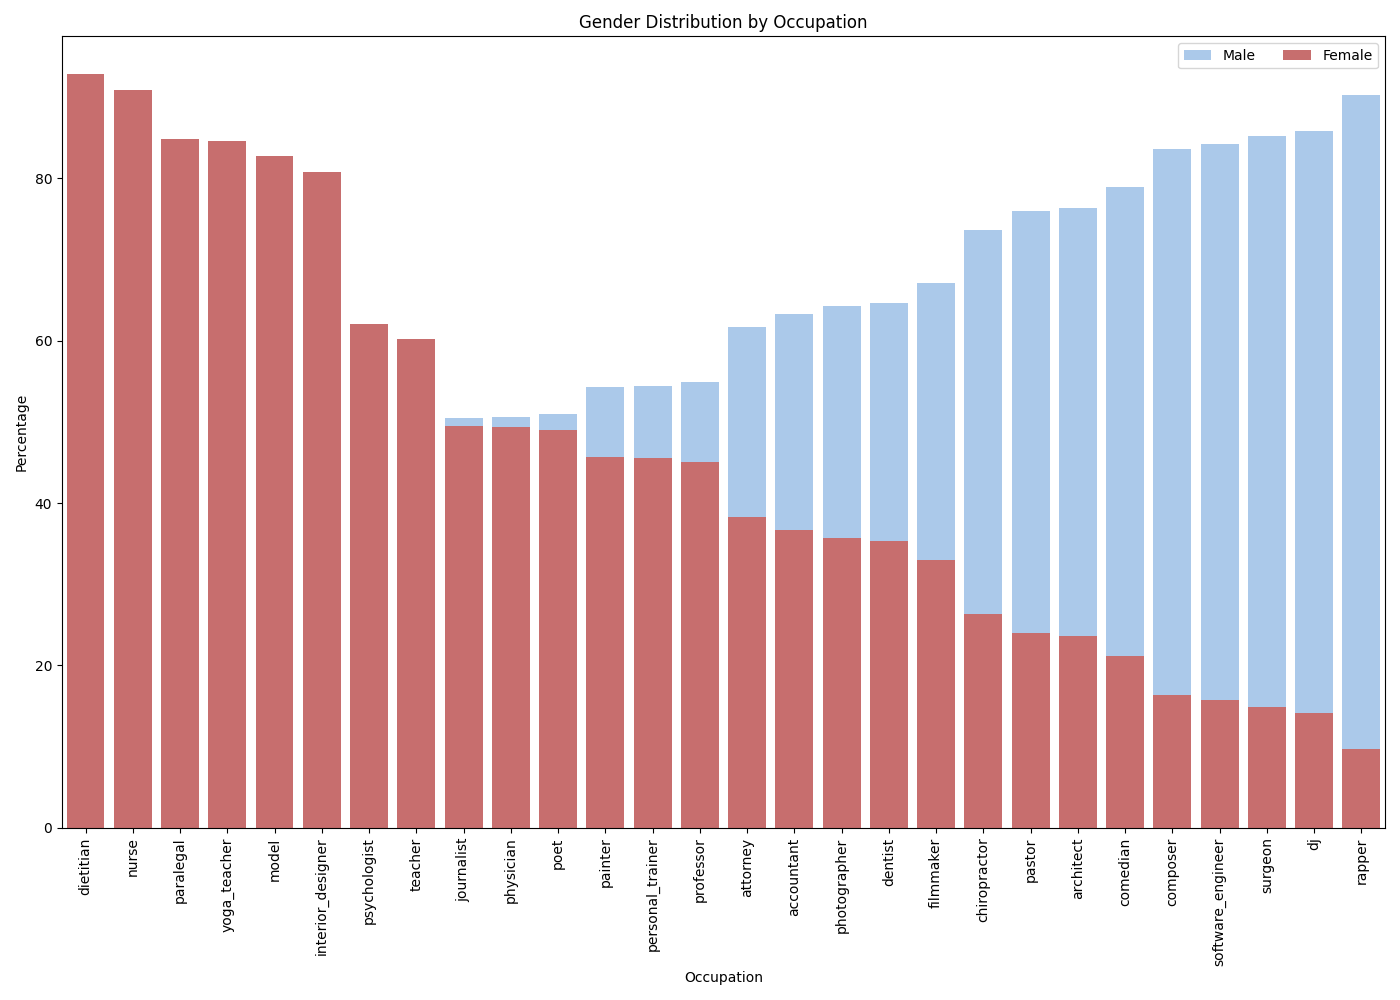 Gender Distribution by Occupation
Male
Female
Percentage
80
60
40
20
0
dietitian
nurse
paralegal
yoga_teacher
model
interior_designer
psychologist
teacher
journalist
physician
poet
painter
personal_trainer
professor
attorney
accountant
photographer
dentist
filmmaker
chiropractor
pastor
architect
comedian
composer
software_engineer
surgeon
dj
rapper
Occupation